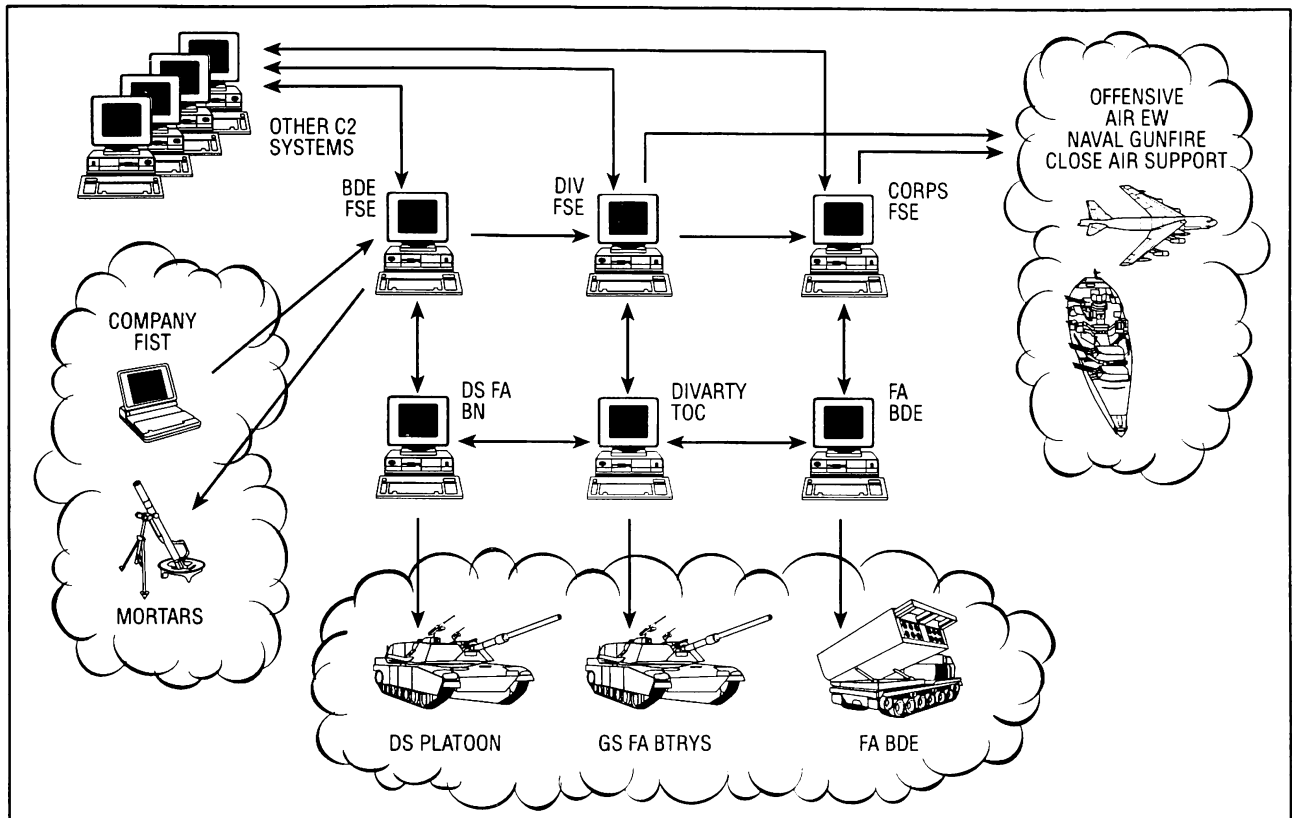 OTHER C2
SYSTEMS
BDE
FSE
DIV
FSE
CORPS
FSE
OFFENSIVE
AIR EW
NAVAL GUNFIRE
CLOSE AIR SUPPORT
COMPANY
FIST
MORTARS
DS FA
BN
DIVARTY
TOC
FA
BDE
DS PLATOON
GS FA BTRYS
FA BDE